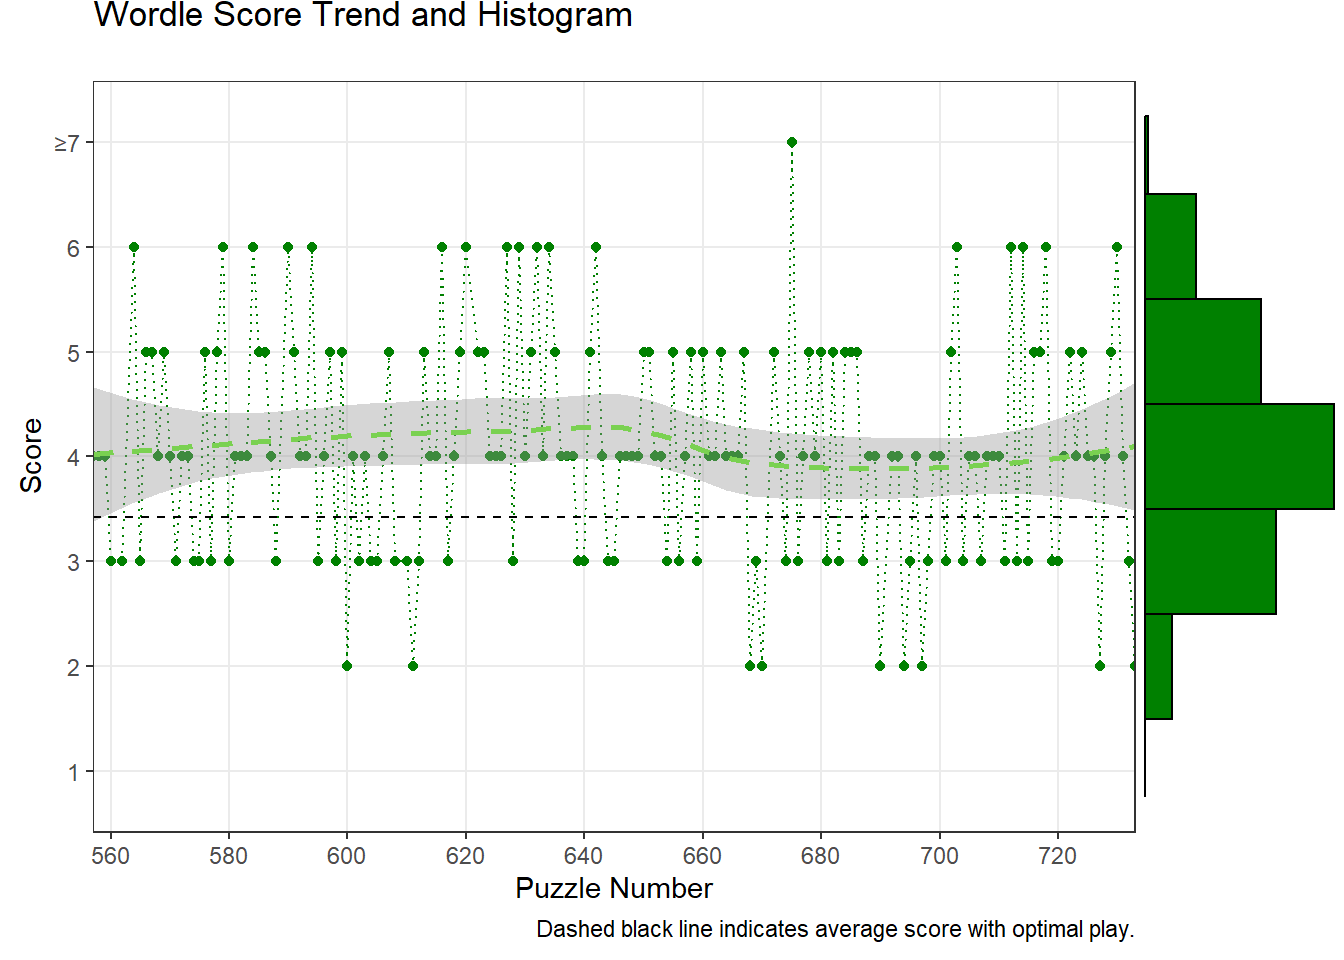 Wordle Score Trend and Histogram
≥7
6
5
4
3
2
1
Score
560 580 600 620 640 660 680 700 720
Puzzle Number
Dashed black line indicates average score with optimal play.